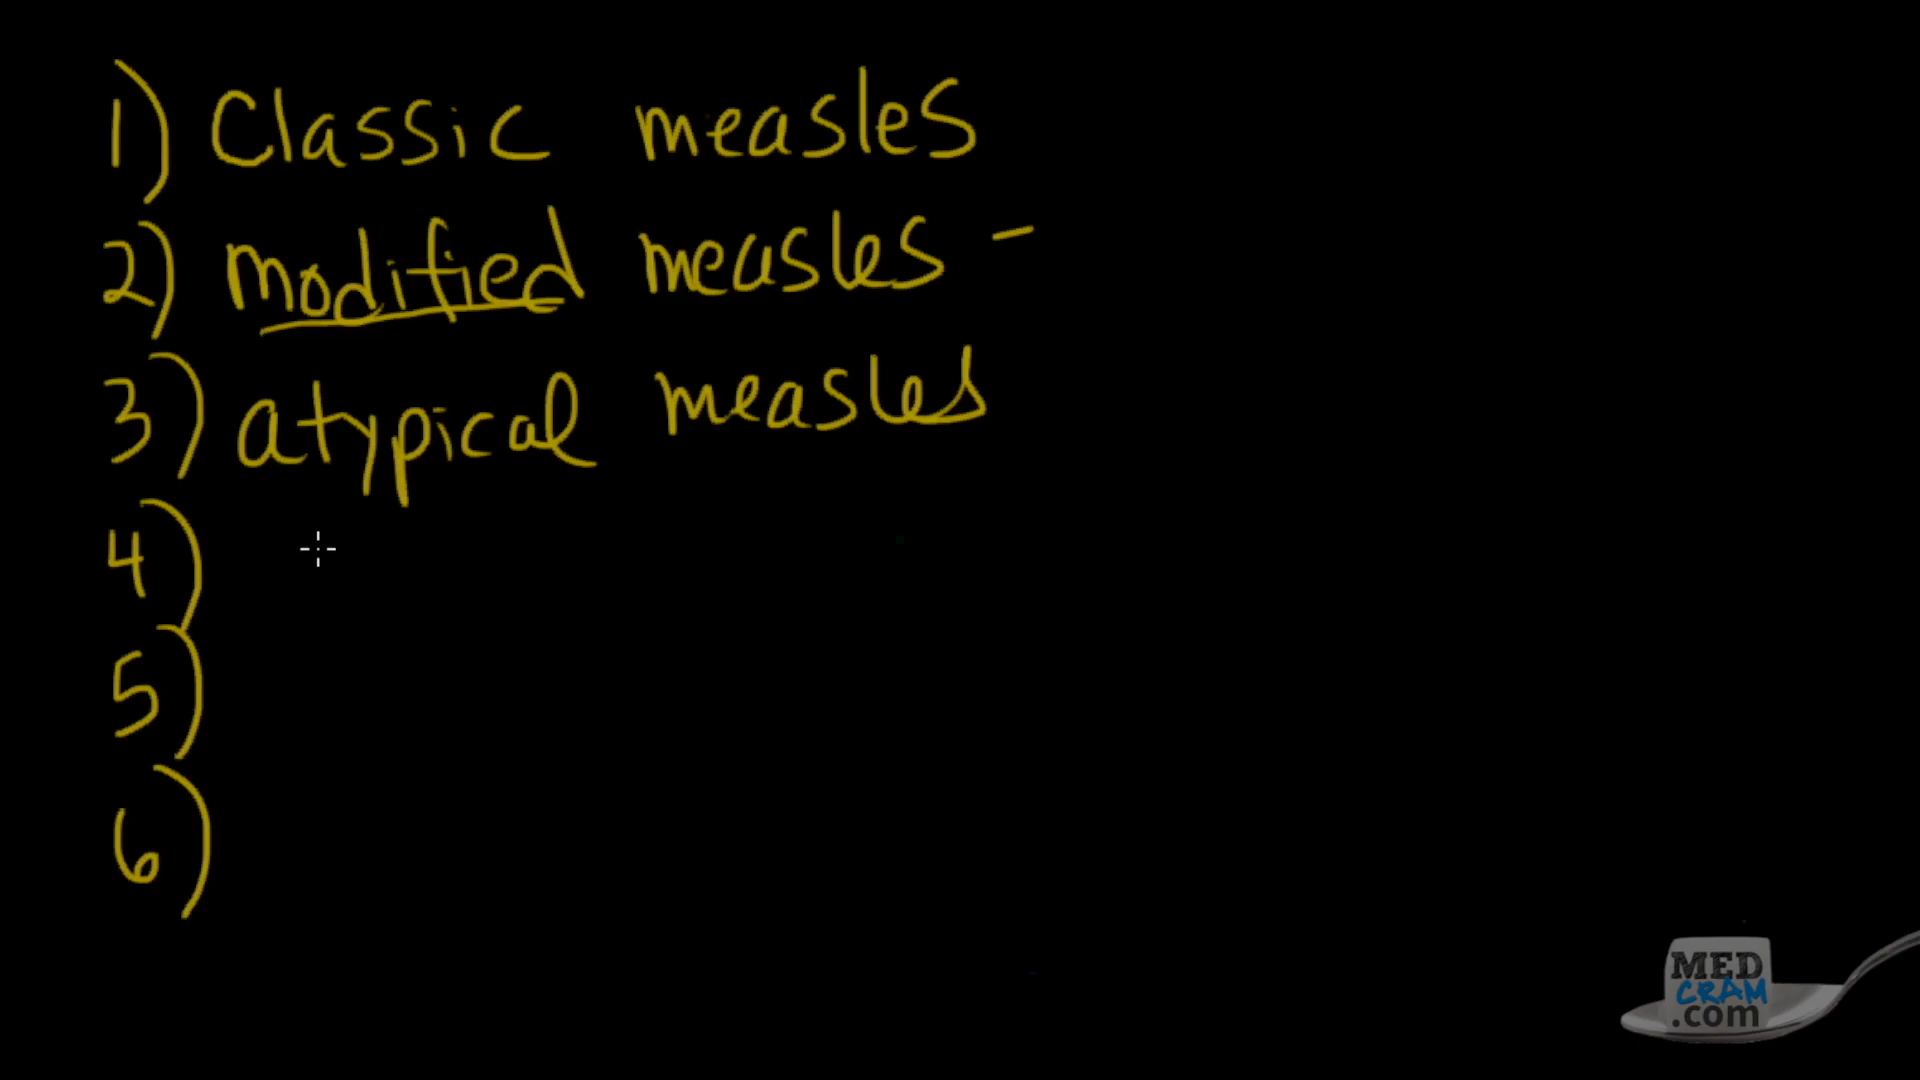 1) Classic measles
2) modified measles -
3) atypical measles
4)
5)
6)
MED
CRAM
.com